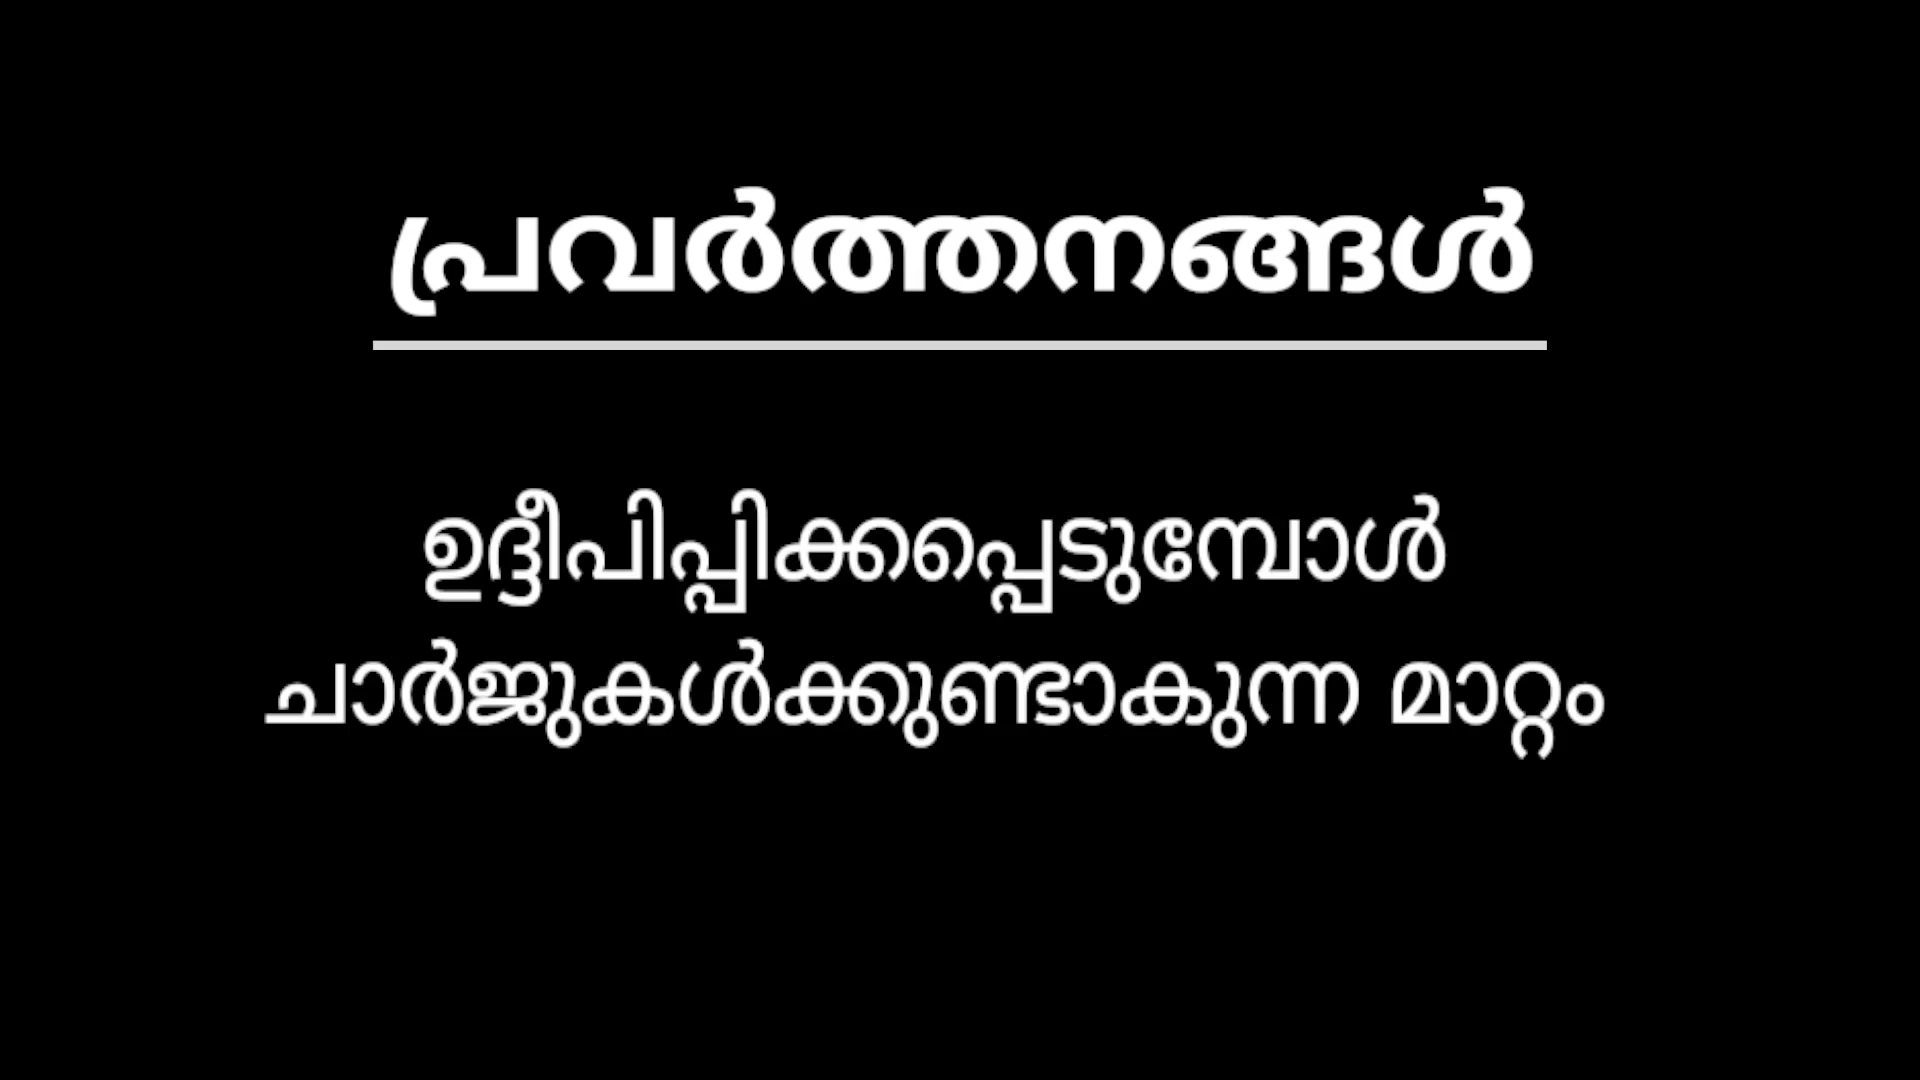 പ്രവർത്തനങ്ങൾ
ഉദ്ദീപിപ്പിക്കപ്പെടുമ്പോൾ
ചാർജുകൾക്കുണ്ടാകുന്ന മാറ്റം